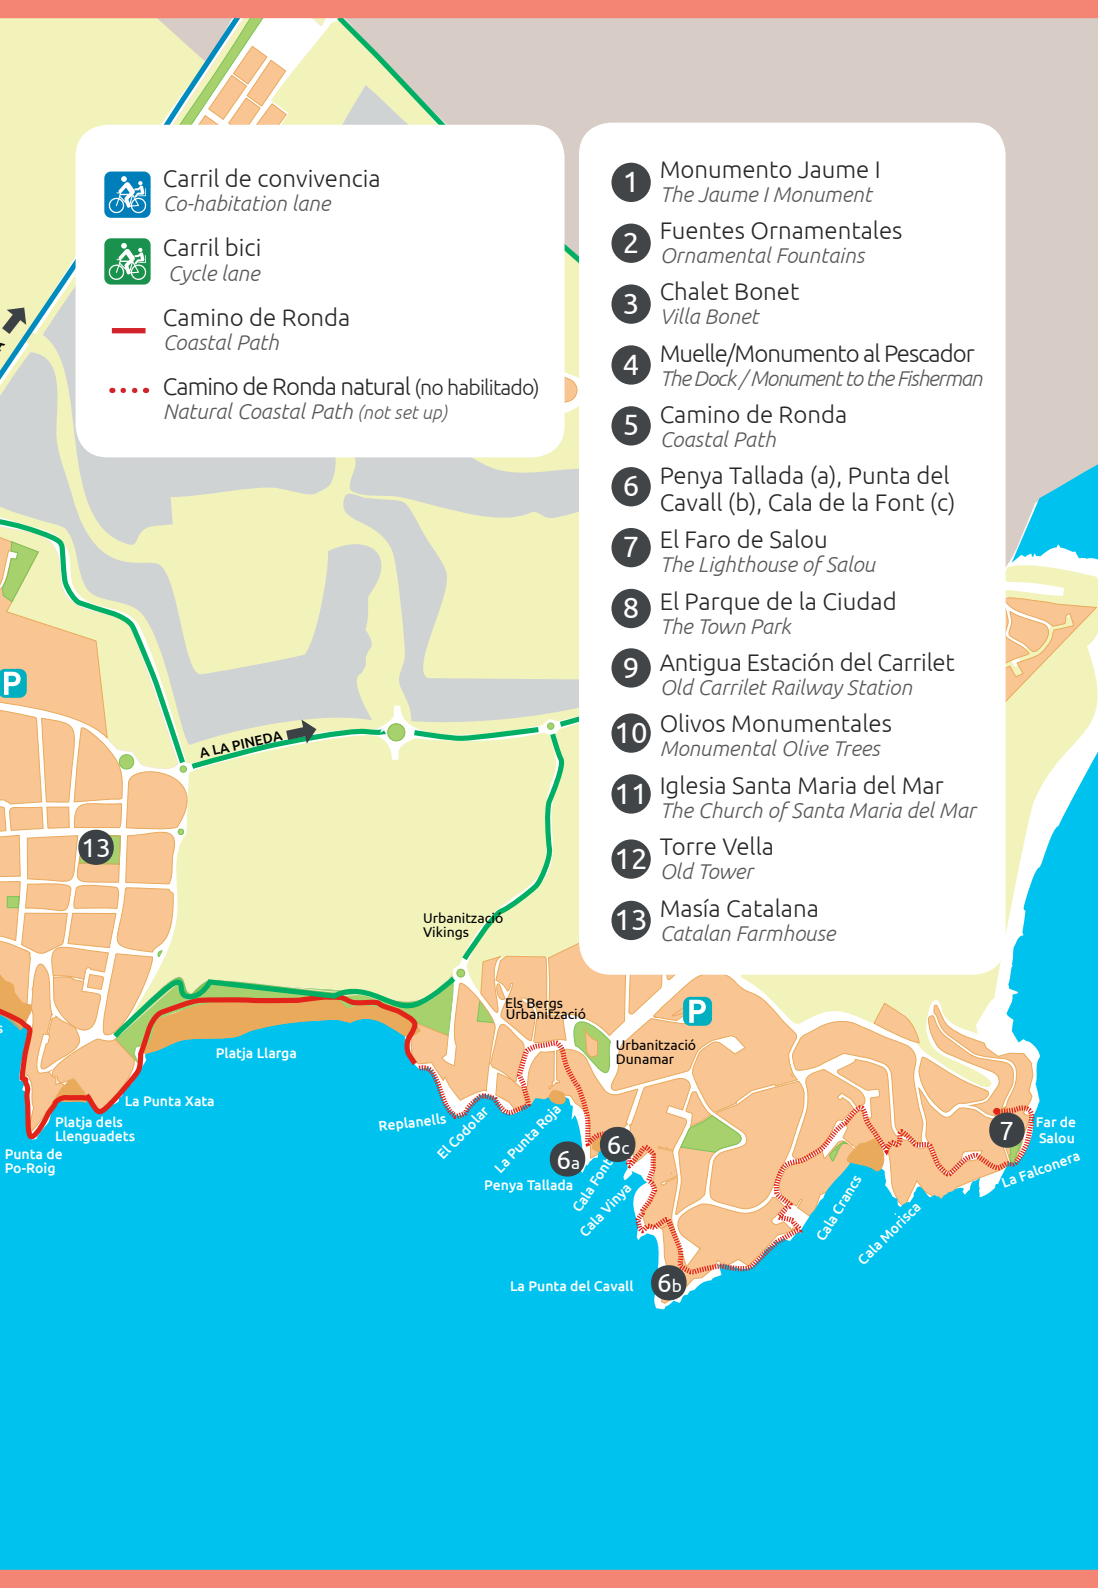 Carril de convivencia
Co-habitation lane
Carril bici
Cycle lane
Camino de Ronda
Coastal Path
Camino de Ronda natural (no habilitado)
Natural Coastal Path (not set up)
1 Monumento Jaume I
The Jaume I Monument
2 Fuentes Ornamentales
Ornamental Fountains
3 Chalet Bonet
Villa Bonet
4 Muelle/Monumento al Pescador
The Dock / Monument to the Fisherman
5 Camino de Ronda
Coastal Path
6 Penya Tallada (a), Punta del
Cavall (b), Cala de la Font (c)
7 El Faro de Salou
The Lighthouse of Salou
8 El Parque de la Ciudad
The Town Park
9 Antigua Estación del Carrilet
Old Carrilet Railway Station
10 Olivos Monumentales
Monumental Olive Trees
11 Iglesia Santa Maria del Mar
The Church of Santa Maria del Mar
12 Torre Vella
Old Tower
13 Masía Catalana
Catalan Farmhouse
P
A LA PINEDA
13
Urbanització
Vikings
Els Bergs
Urbanització
P
Urbanització
Dunamar
Platja Llarga
La Punta Xata
Platja dels
Llenguadets
Punta de
Po-Roig
Replanells
El Codolar
La Punta Roja
6a
Penya Tallada
6c
Cala Font
Cala Vinya
La Punta del Cavall
6b
Cala Crancs
Cala Morisca
7
Far de
Salou
La Falconera